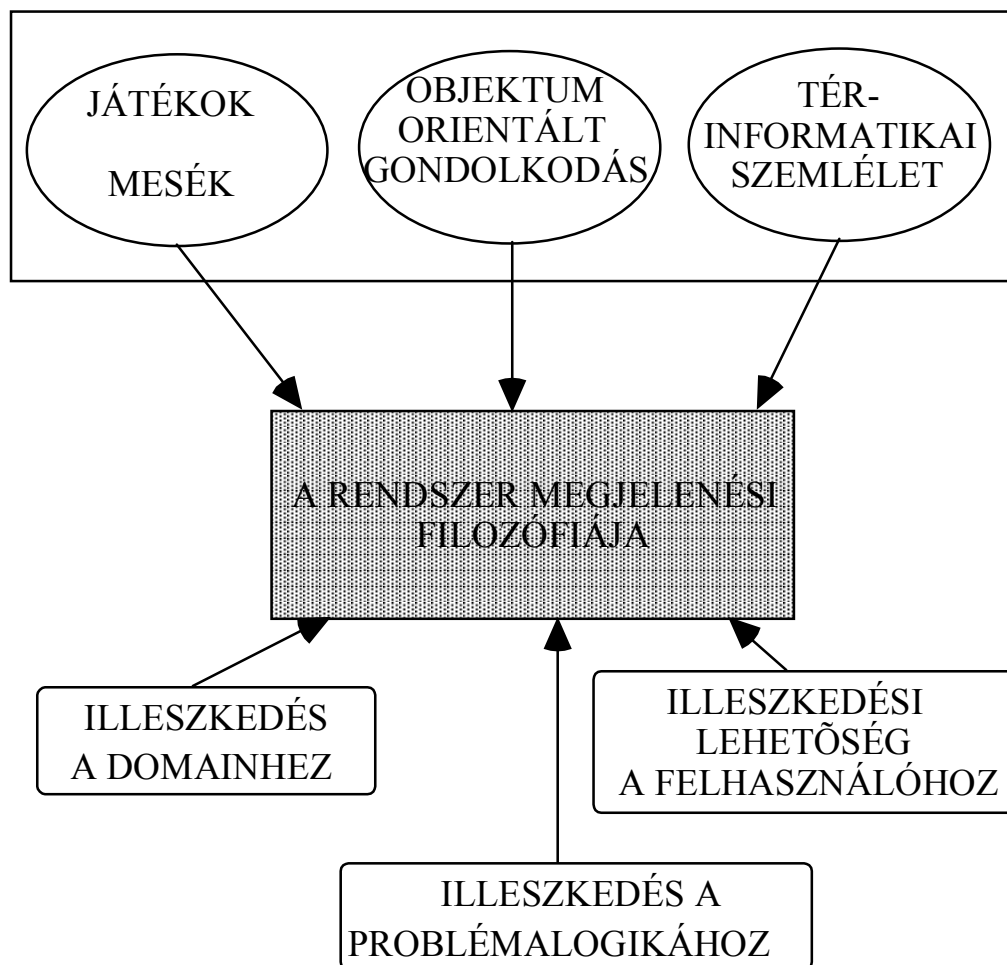 JÁTÉKOK
MESÉK
OBJEKTUM
ORIENTÁLT
GONDOLKODÁS
TÉR-
INFORMATIKAI
SZEMLÉLET
A RENDSZER MEGJELENÉSI
FILOZÓFIÁJA
ILLESZKEDÉS
A DOMAINHEZ
ILLESZKEDÉSI
LEHETÕSÉG
A FELHASZNÁLÓHOZ
ILLESZKEDÉS A
PROBLÉMALOGIKÁHOZ